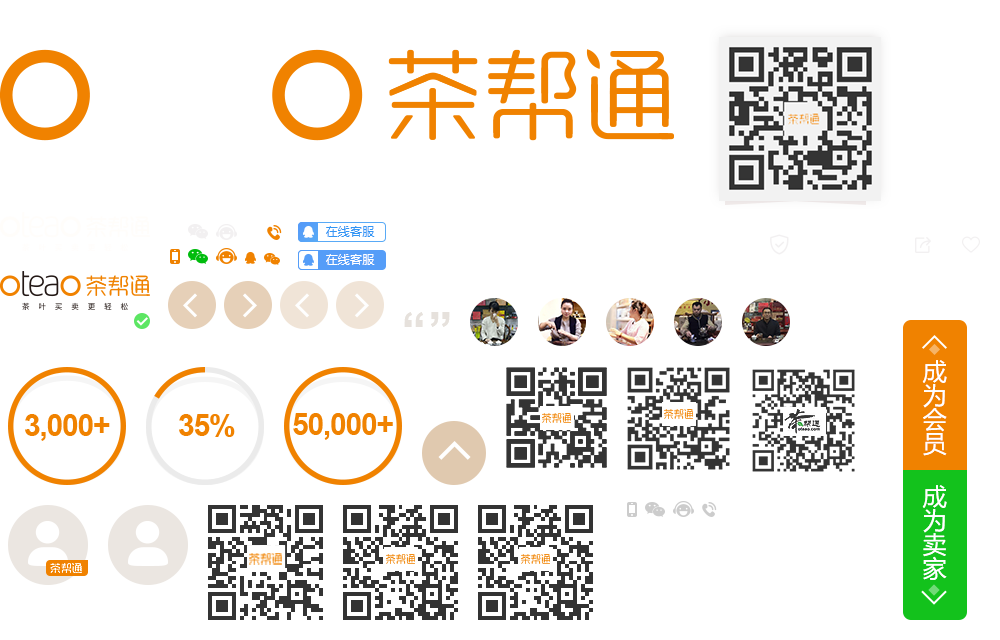 O O 茶帮通
茶帮通
oteao 茶帮通
茶叶买卖更轻松
在线客服
在线客服
“ ”
3,000+
35%
50,000+
茶帮通
茶帮通
茶帮通
oteao.com
成为会员
成为卖家
茶帮通
茶帮通
茶帮通
茶帮通